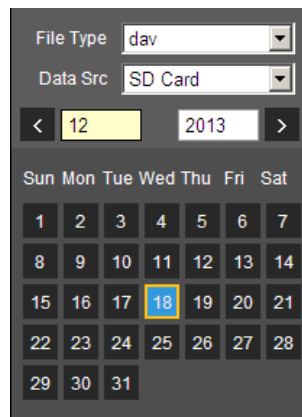 File Type dav
Data Src SD Card
< 12 2013 >
Sun Mon Tue Wed Thu Fri Sat
1 2 3 4 5 6 7
8 9 10 11 12 13 14
15 16 17 18 19 20 21
22 23 24 25 26 27 28
29 30 31